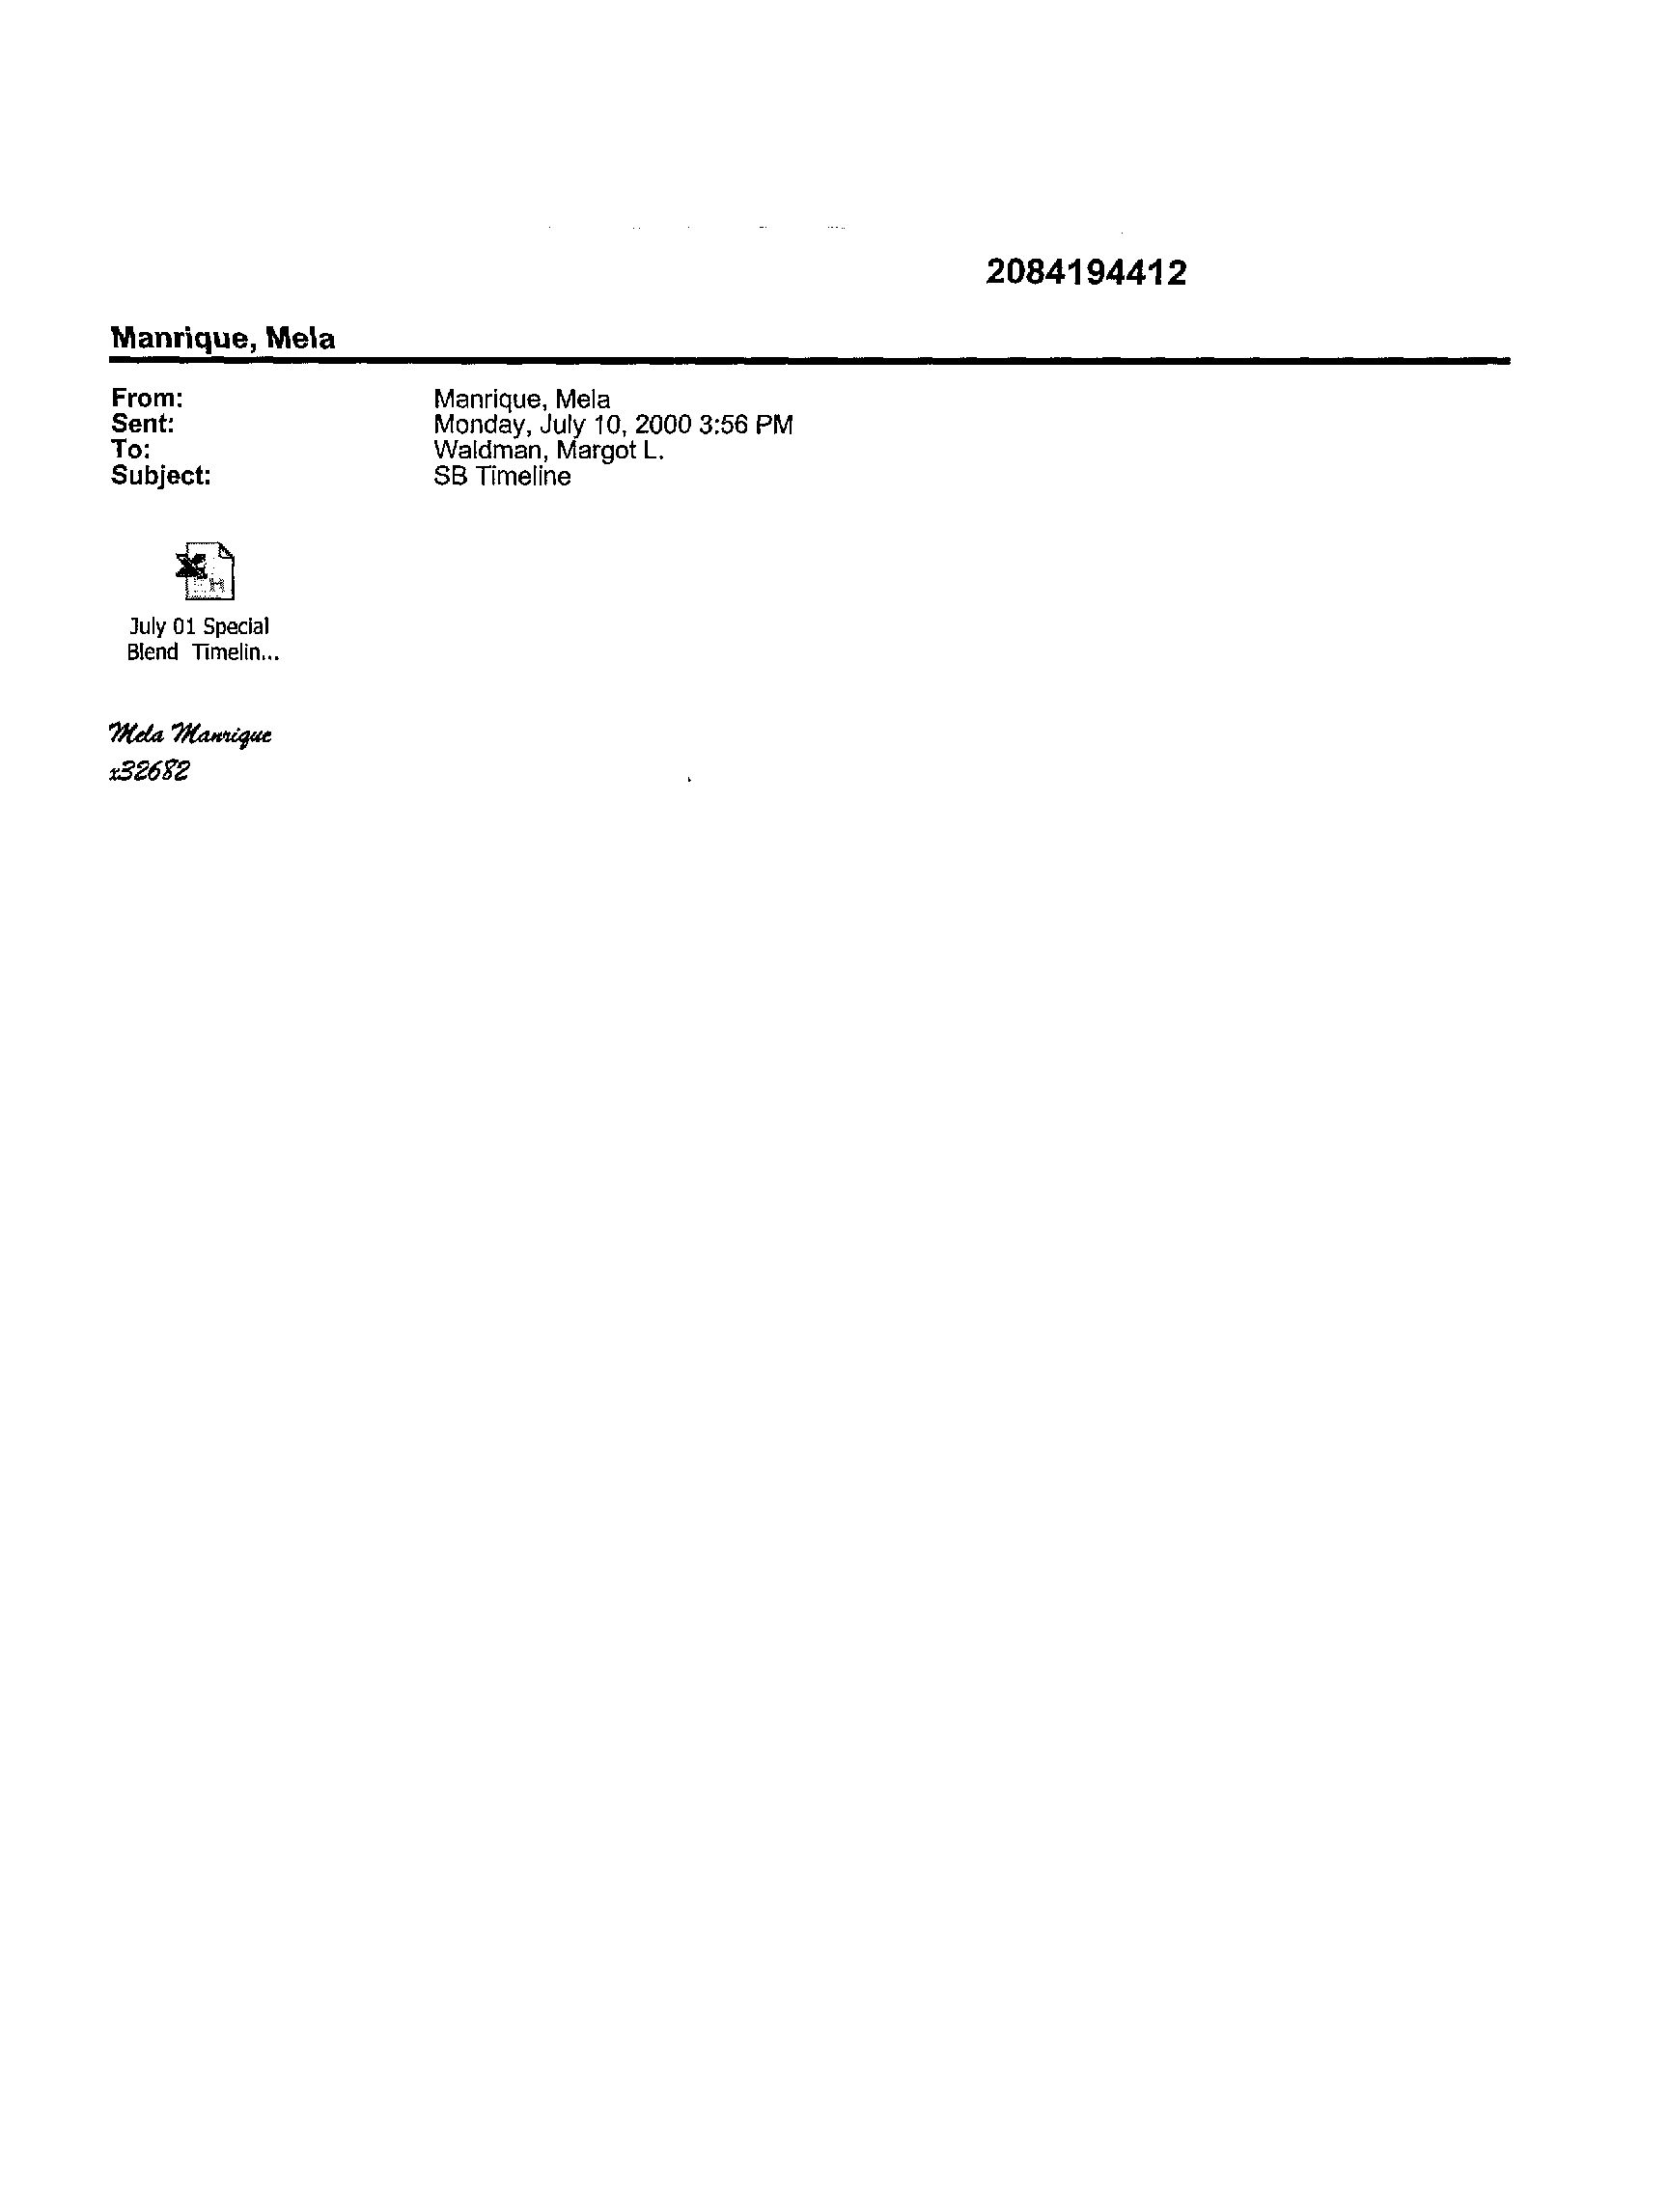 2084194412
Manrique, Mela
From: Manrique, Mela
Sent: Monday, July 10, 2000 3:56 PM
To: Waldman, Margot L.
Subject: SB Timeline
July 01 Special
Blend Timelin...
Mela Manrique
x32682